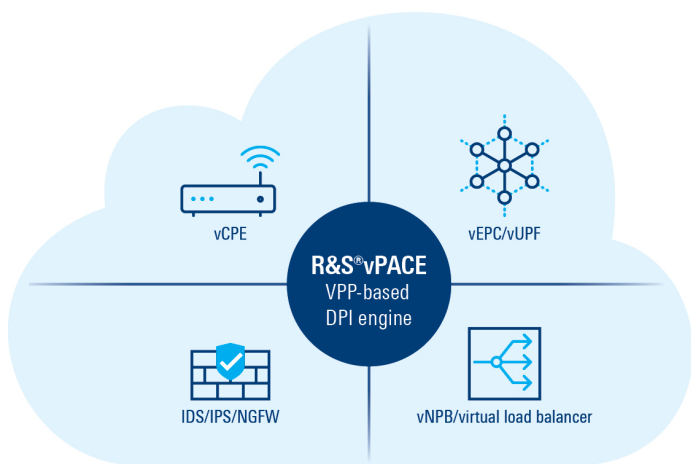 vCPE
vEPC/vUPF
R&S®vPACE
VPP-based
DPI engine
IDS/IPS/NGFW
vNPB/virtual load balancer